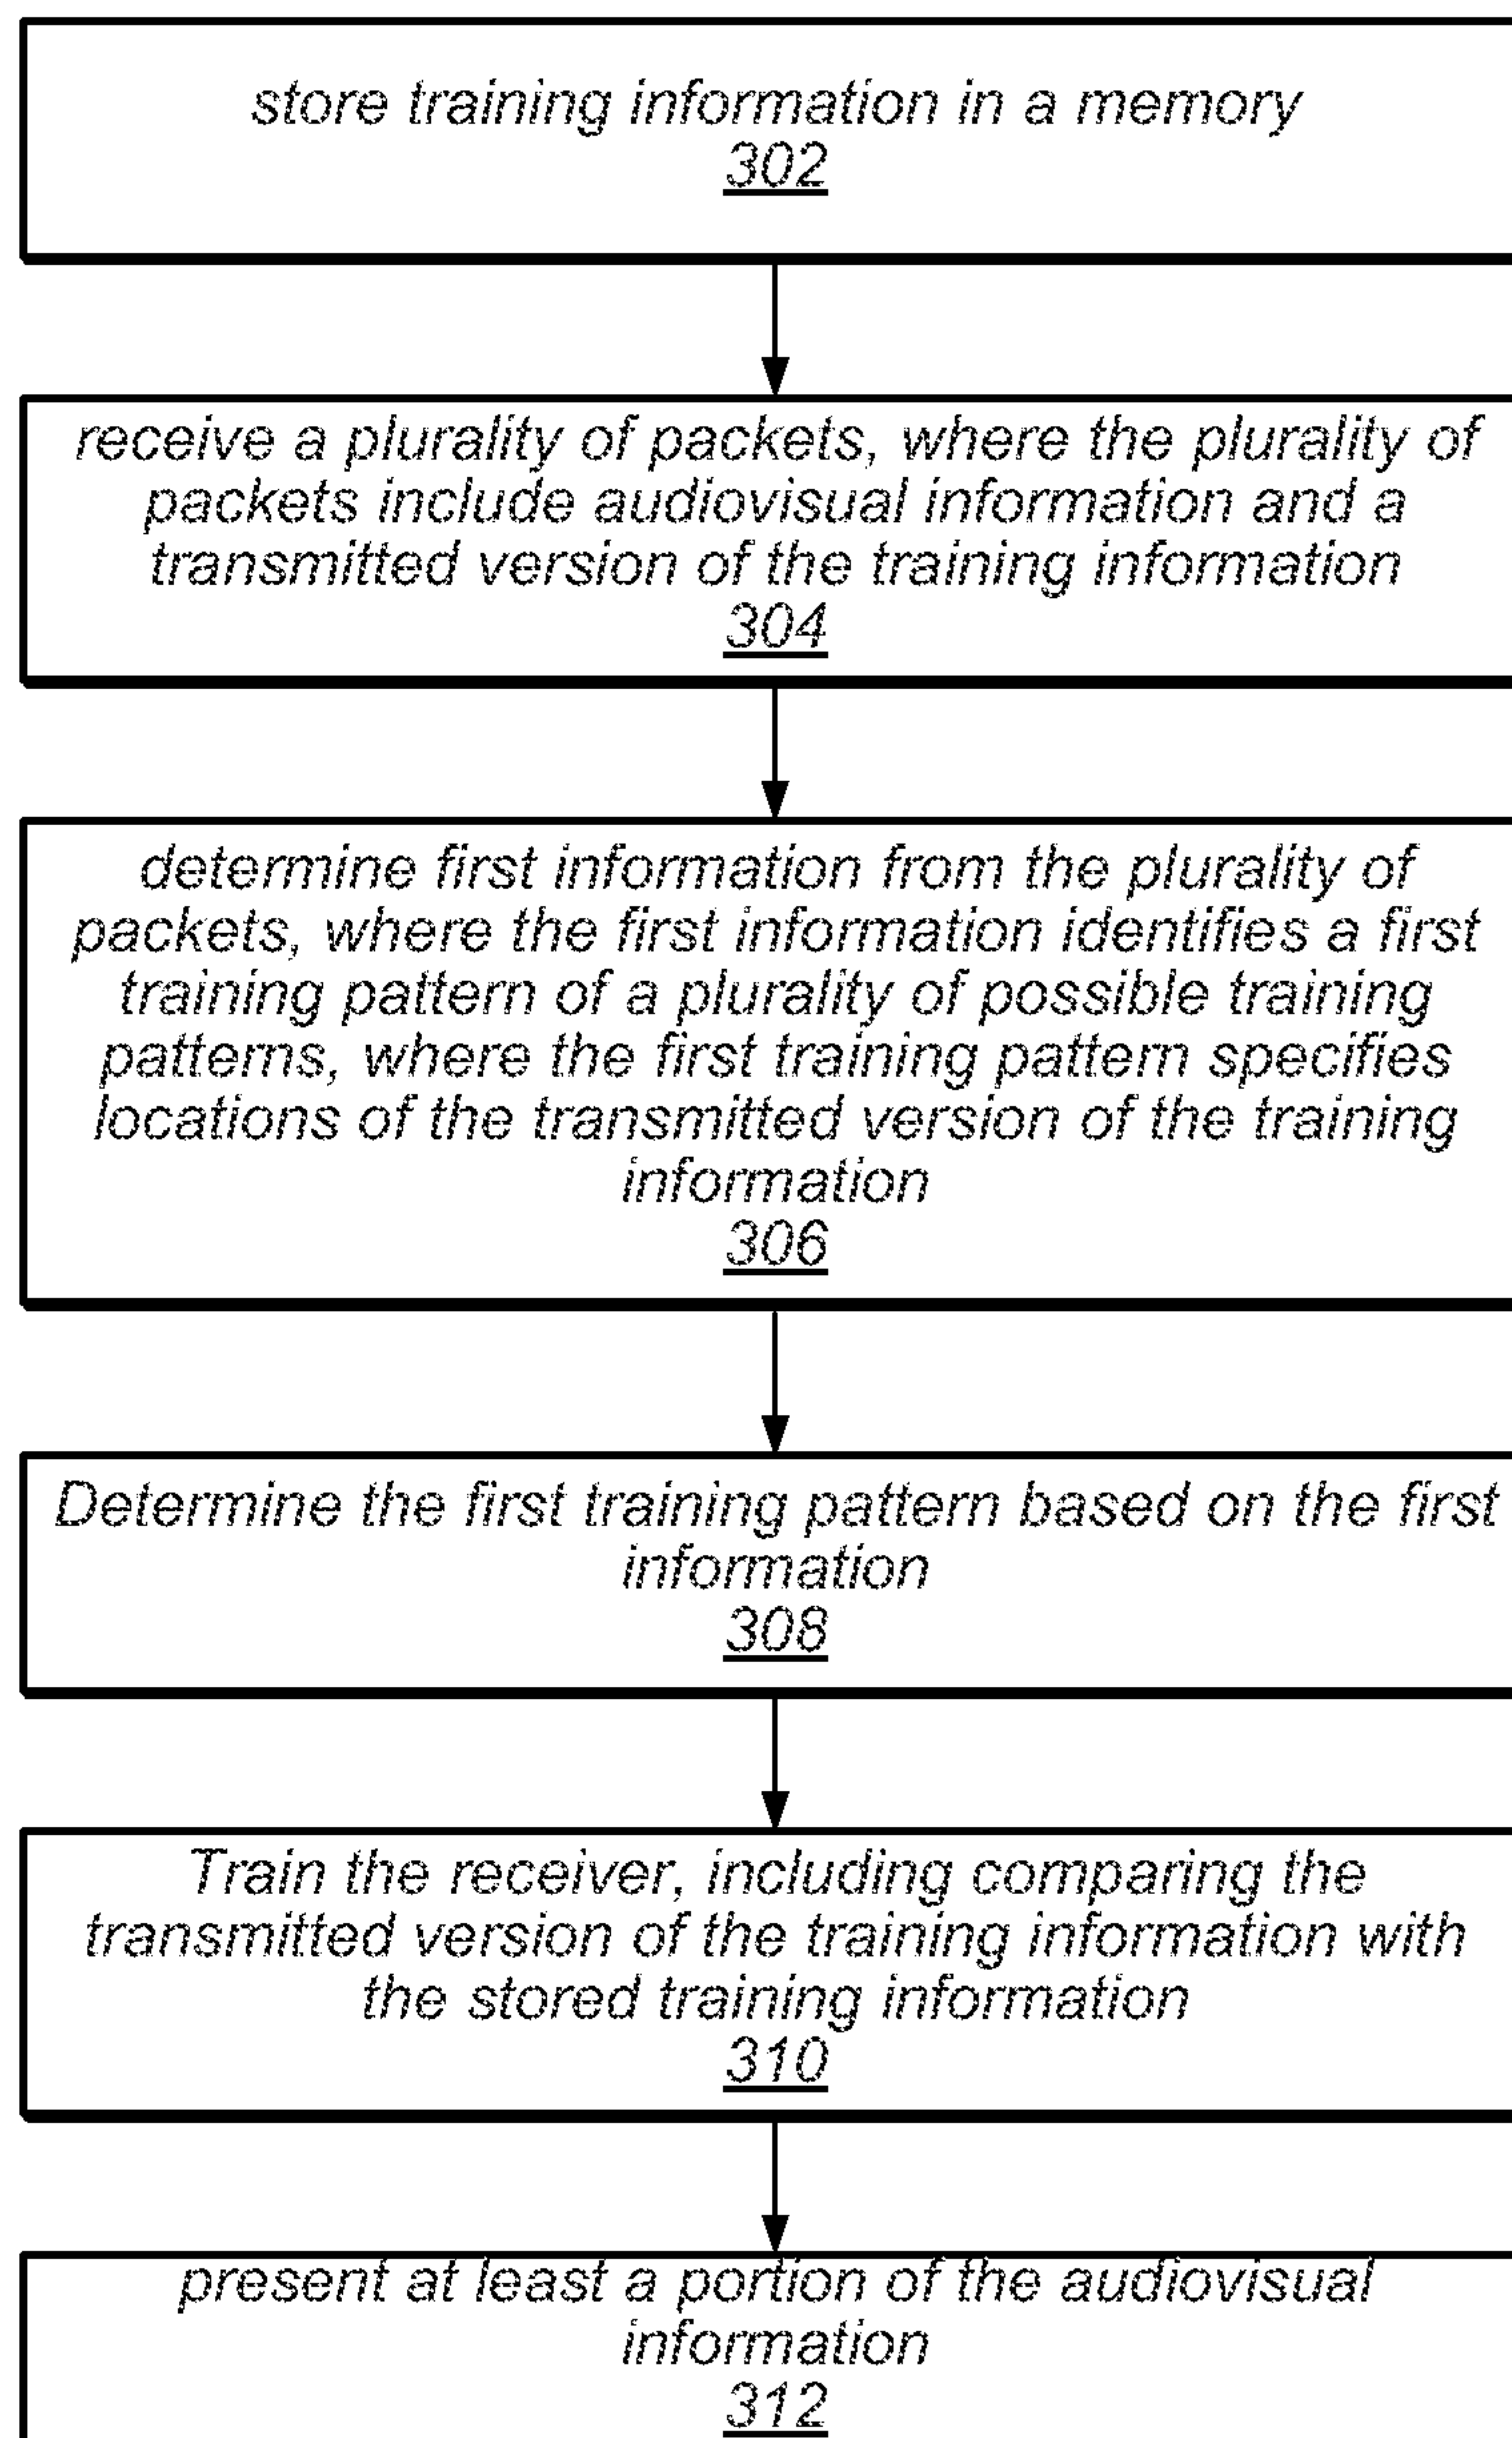 store training information in a memory
302
receive a plurality of packets, where the plurality of
packets include audiovisual information and a
transmitted version of the training information
304
determine first information from the plurality of
packets, where the first information identifies a first
training pattern of a plurality of possible training
patterns, where the first training pattern specifies
locations of the transmitted version of the training
information
306
Determine the first training pattern based on the first
information
308
Train the receiver, including comparing the
transmitted version of the training information with
the stored training information
310
present at least a portion of the audiovisual
information
312